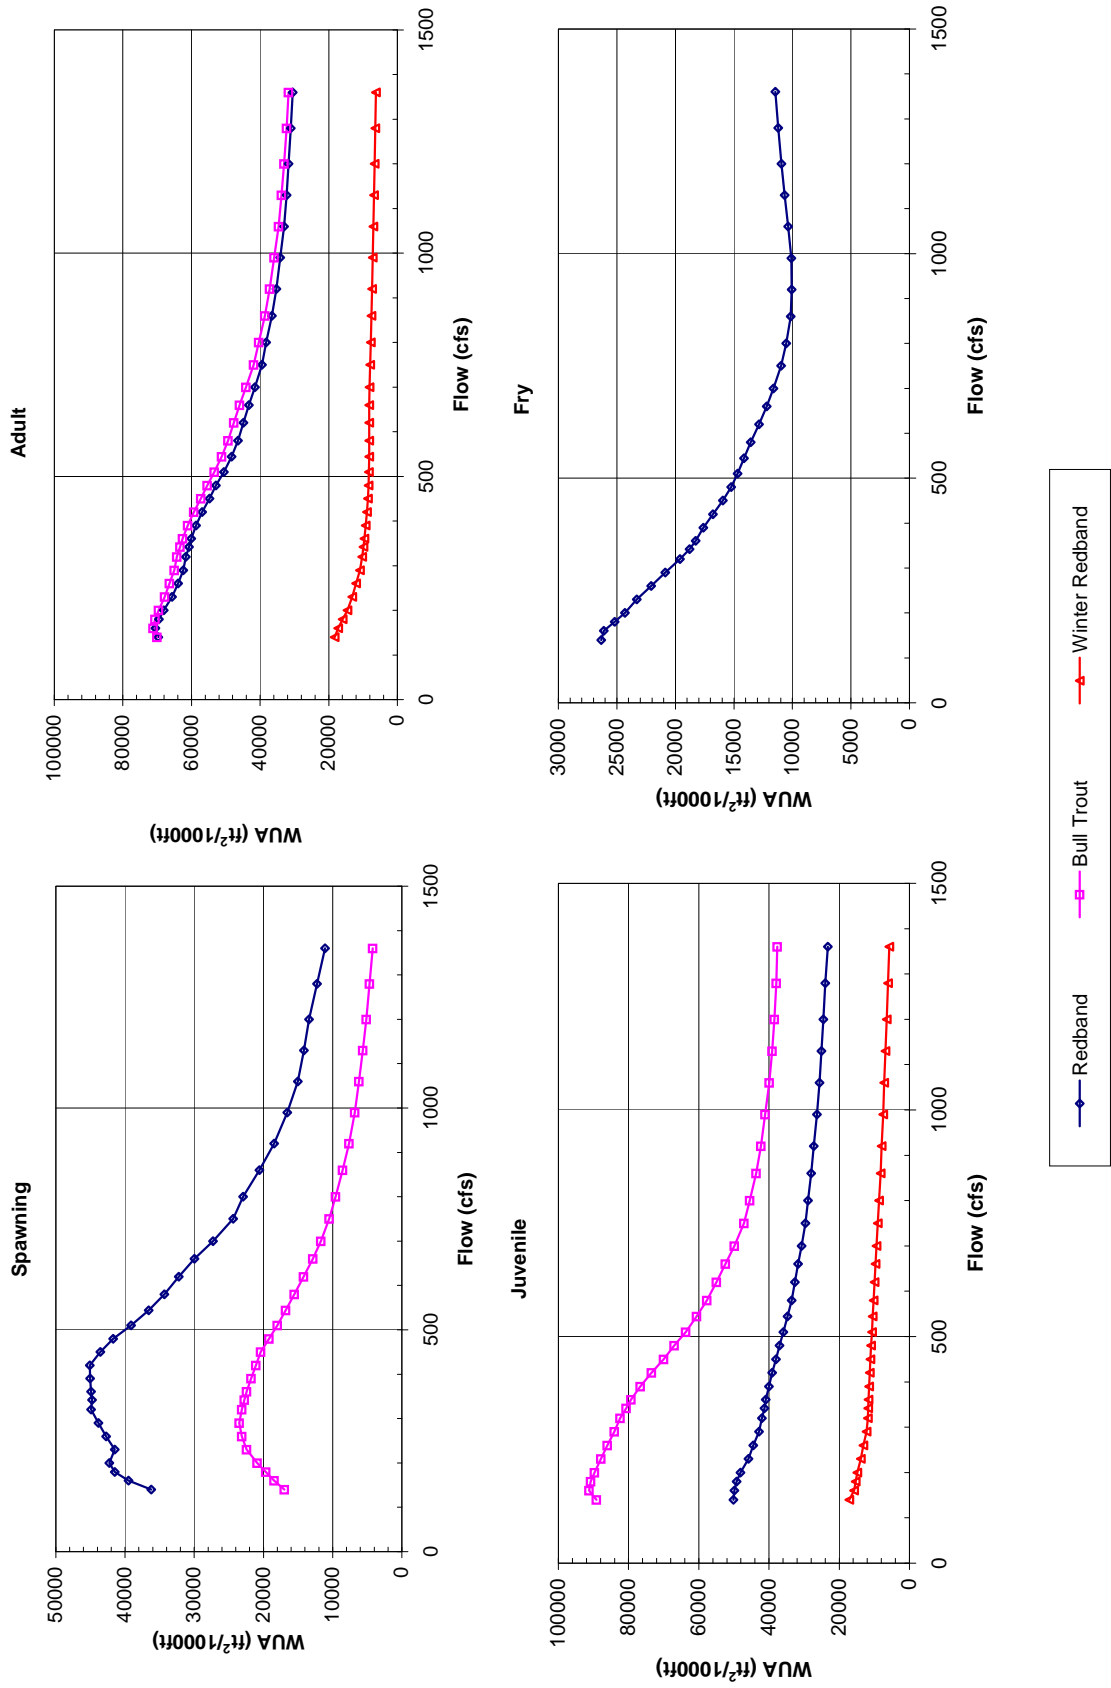 Spawning
50000
40000
30000
20000
10000
0
WUA (ft²/1000ft)
0
500
1000
1500
Flow (cfs)
Adult
100000
80000
60000
40000
20000
0
WUA (ft²/1000ft)
0
500
1000
1500
Flow (cfs)
Juvenile
100000
80000
60000
40000
20000
0
WUA (ft²/1000ft)
0
500
1000
1500
Flow (cfs)
Fry
30000
25000
20000
15000
10000
5000
0
WUA (ft²/1000ft)
0
500
1000
1500
Flow (cfs)
Redband
Bull Trout
Winter Redband